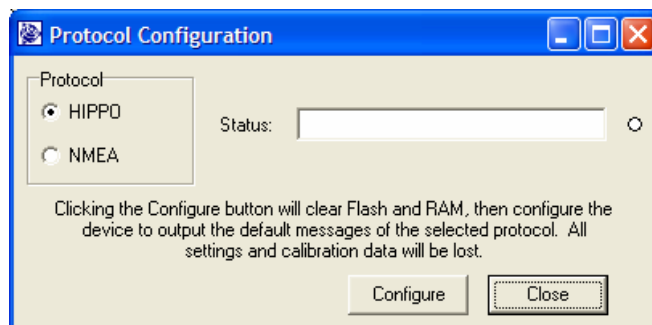 Protocol Configuration
Protocol
HIPPO
NMEA
Status:
Clicking the Configure button will clear Flash and RAM, then configure the
device to output the default messages of the selected protocol. All
settings and calibration data will be lost.
Configure
Close